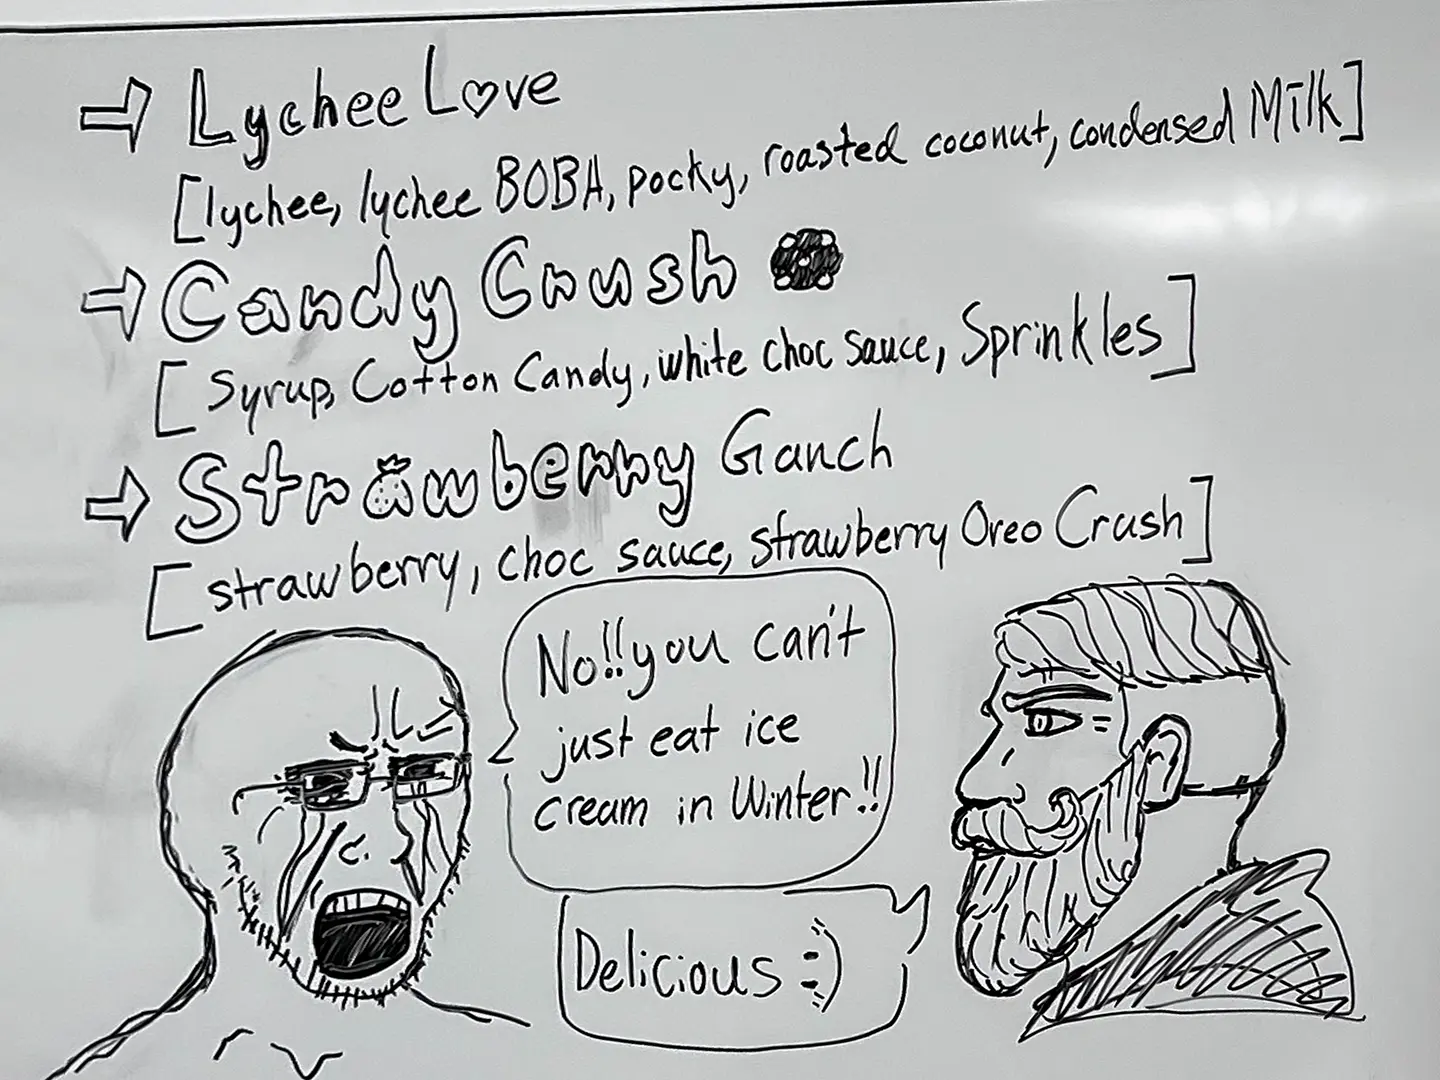 Lychee Love
[lychee, lychee BOBA, pocky, roasted coconut, condensed Milk]
Candy Crush
[Syrup, Cotton Candy, white choc sauce, Sprinkles]
Strawberry Ganch
[strawberry, choc sauce, strawberry Oreo Crush]
No!! you can't
just eat ice
cream in Winter!!
Delicious :)